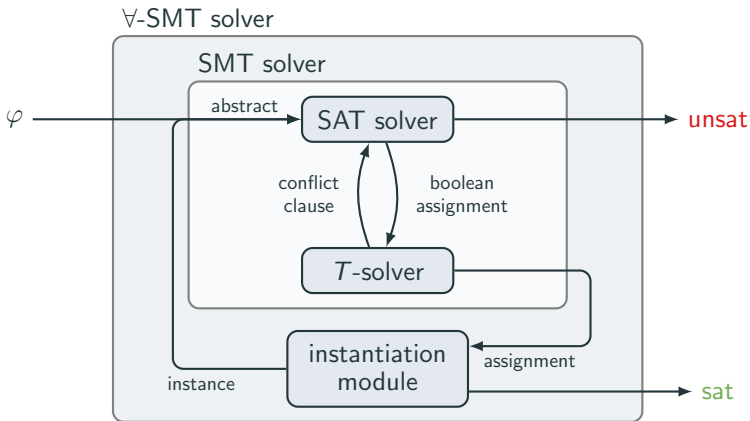 ∀-SMT solver
SMT solver
φ
abstract
SAT solver
unsat
conflict
clause
boolean
assignment
T-solver
instantiation
module
assignment
instance
sat